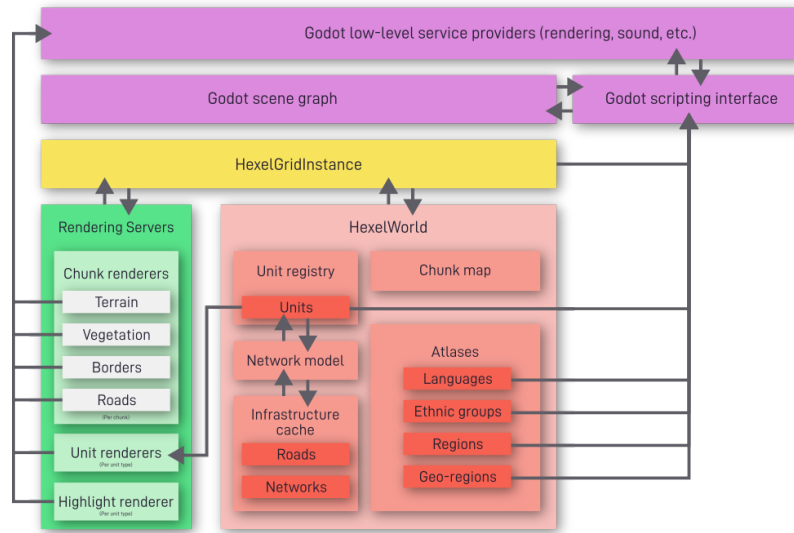 Godot low-level service providers (rendering, sound, etc.)
Godot scene graph
Godot scripting interface
HexelGridInstance
Rendering Servers
Chunk renderers
Terrain
Vegetation
Borders
Roads
(Per chunk)
Unit renderers
(Per unit type)
Highlight renderer
(Per unit type)
HexelWorld
Unit registry
Units
Network model
Infrastructure
cache
Roads
Networks
Chunk map
Atlases
Languages
Ethnic groups
Regions
Geo-regions